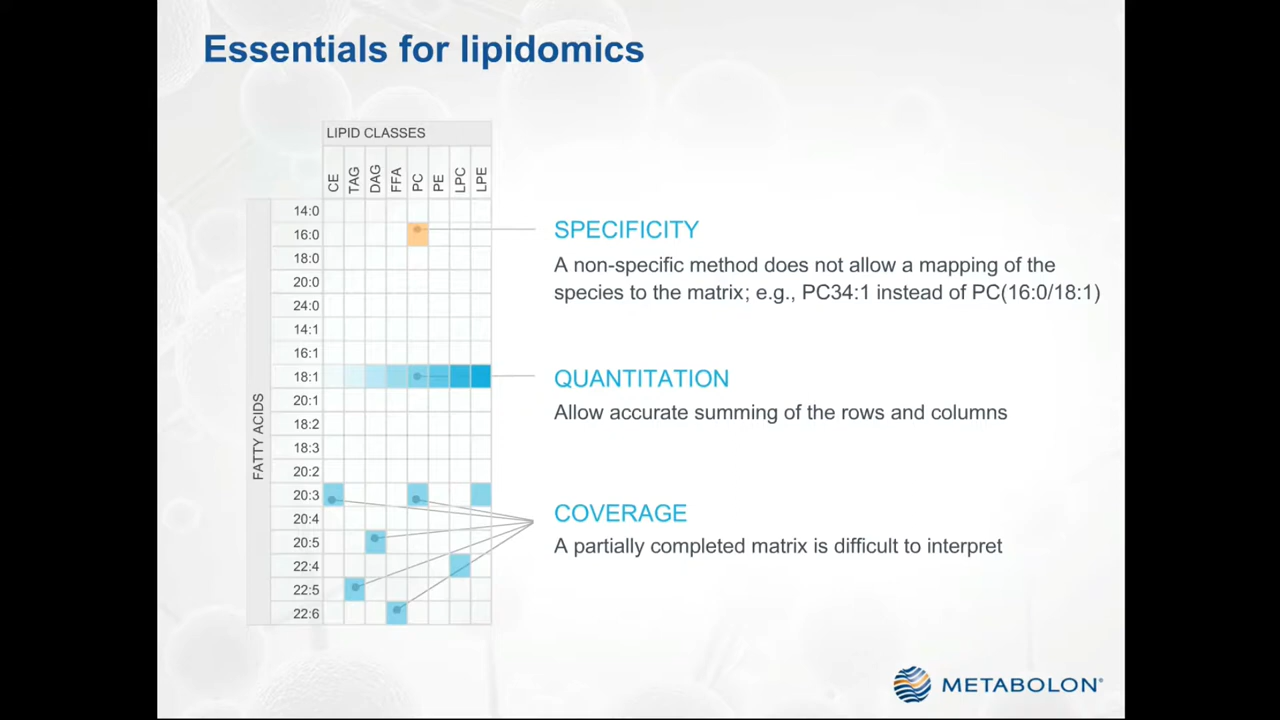 Essentials for lipidomics
LIPID CLASSES
CE TAG DAG FFA PC PE LPC LPE
FATTY ACIDS
14:0
16:0
18:0
20:0
24:0
14:1
16:1
18:1
20:1
18:2
18:3
20:2
20:3
20:4
20:5
22:4
22:5
22:6
SPECIFICITY
A non-specific method does not allow a mapping of the
species to the matrix; e.g., PC34:1 instead of PC(16:0/18:1)
QUANTITATION
Allow accurate summing of the rows and columns
COVERAGE
A partially completed matrix is difficult to interpret
METABOLON®